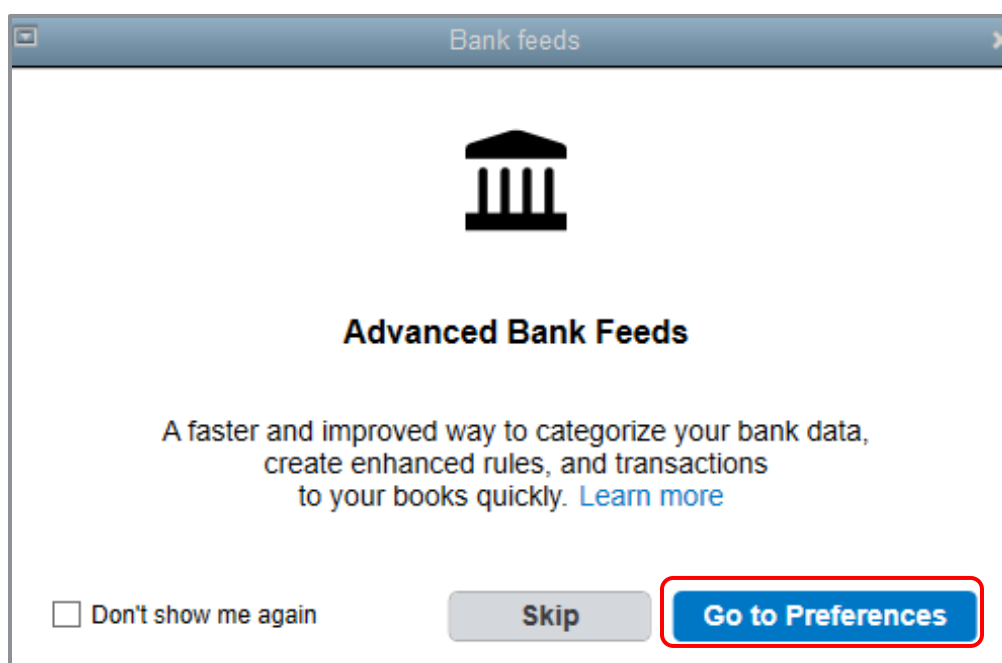 Bank feeds
Advanced Bank Feeds
A faster and improved way to categorize your bank data,
create enhanced rules, and transactions
to your books quickly. Learn more
Don't show me again
Skip
Go to Preferences